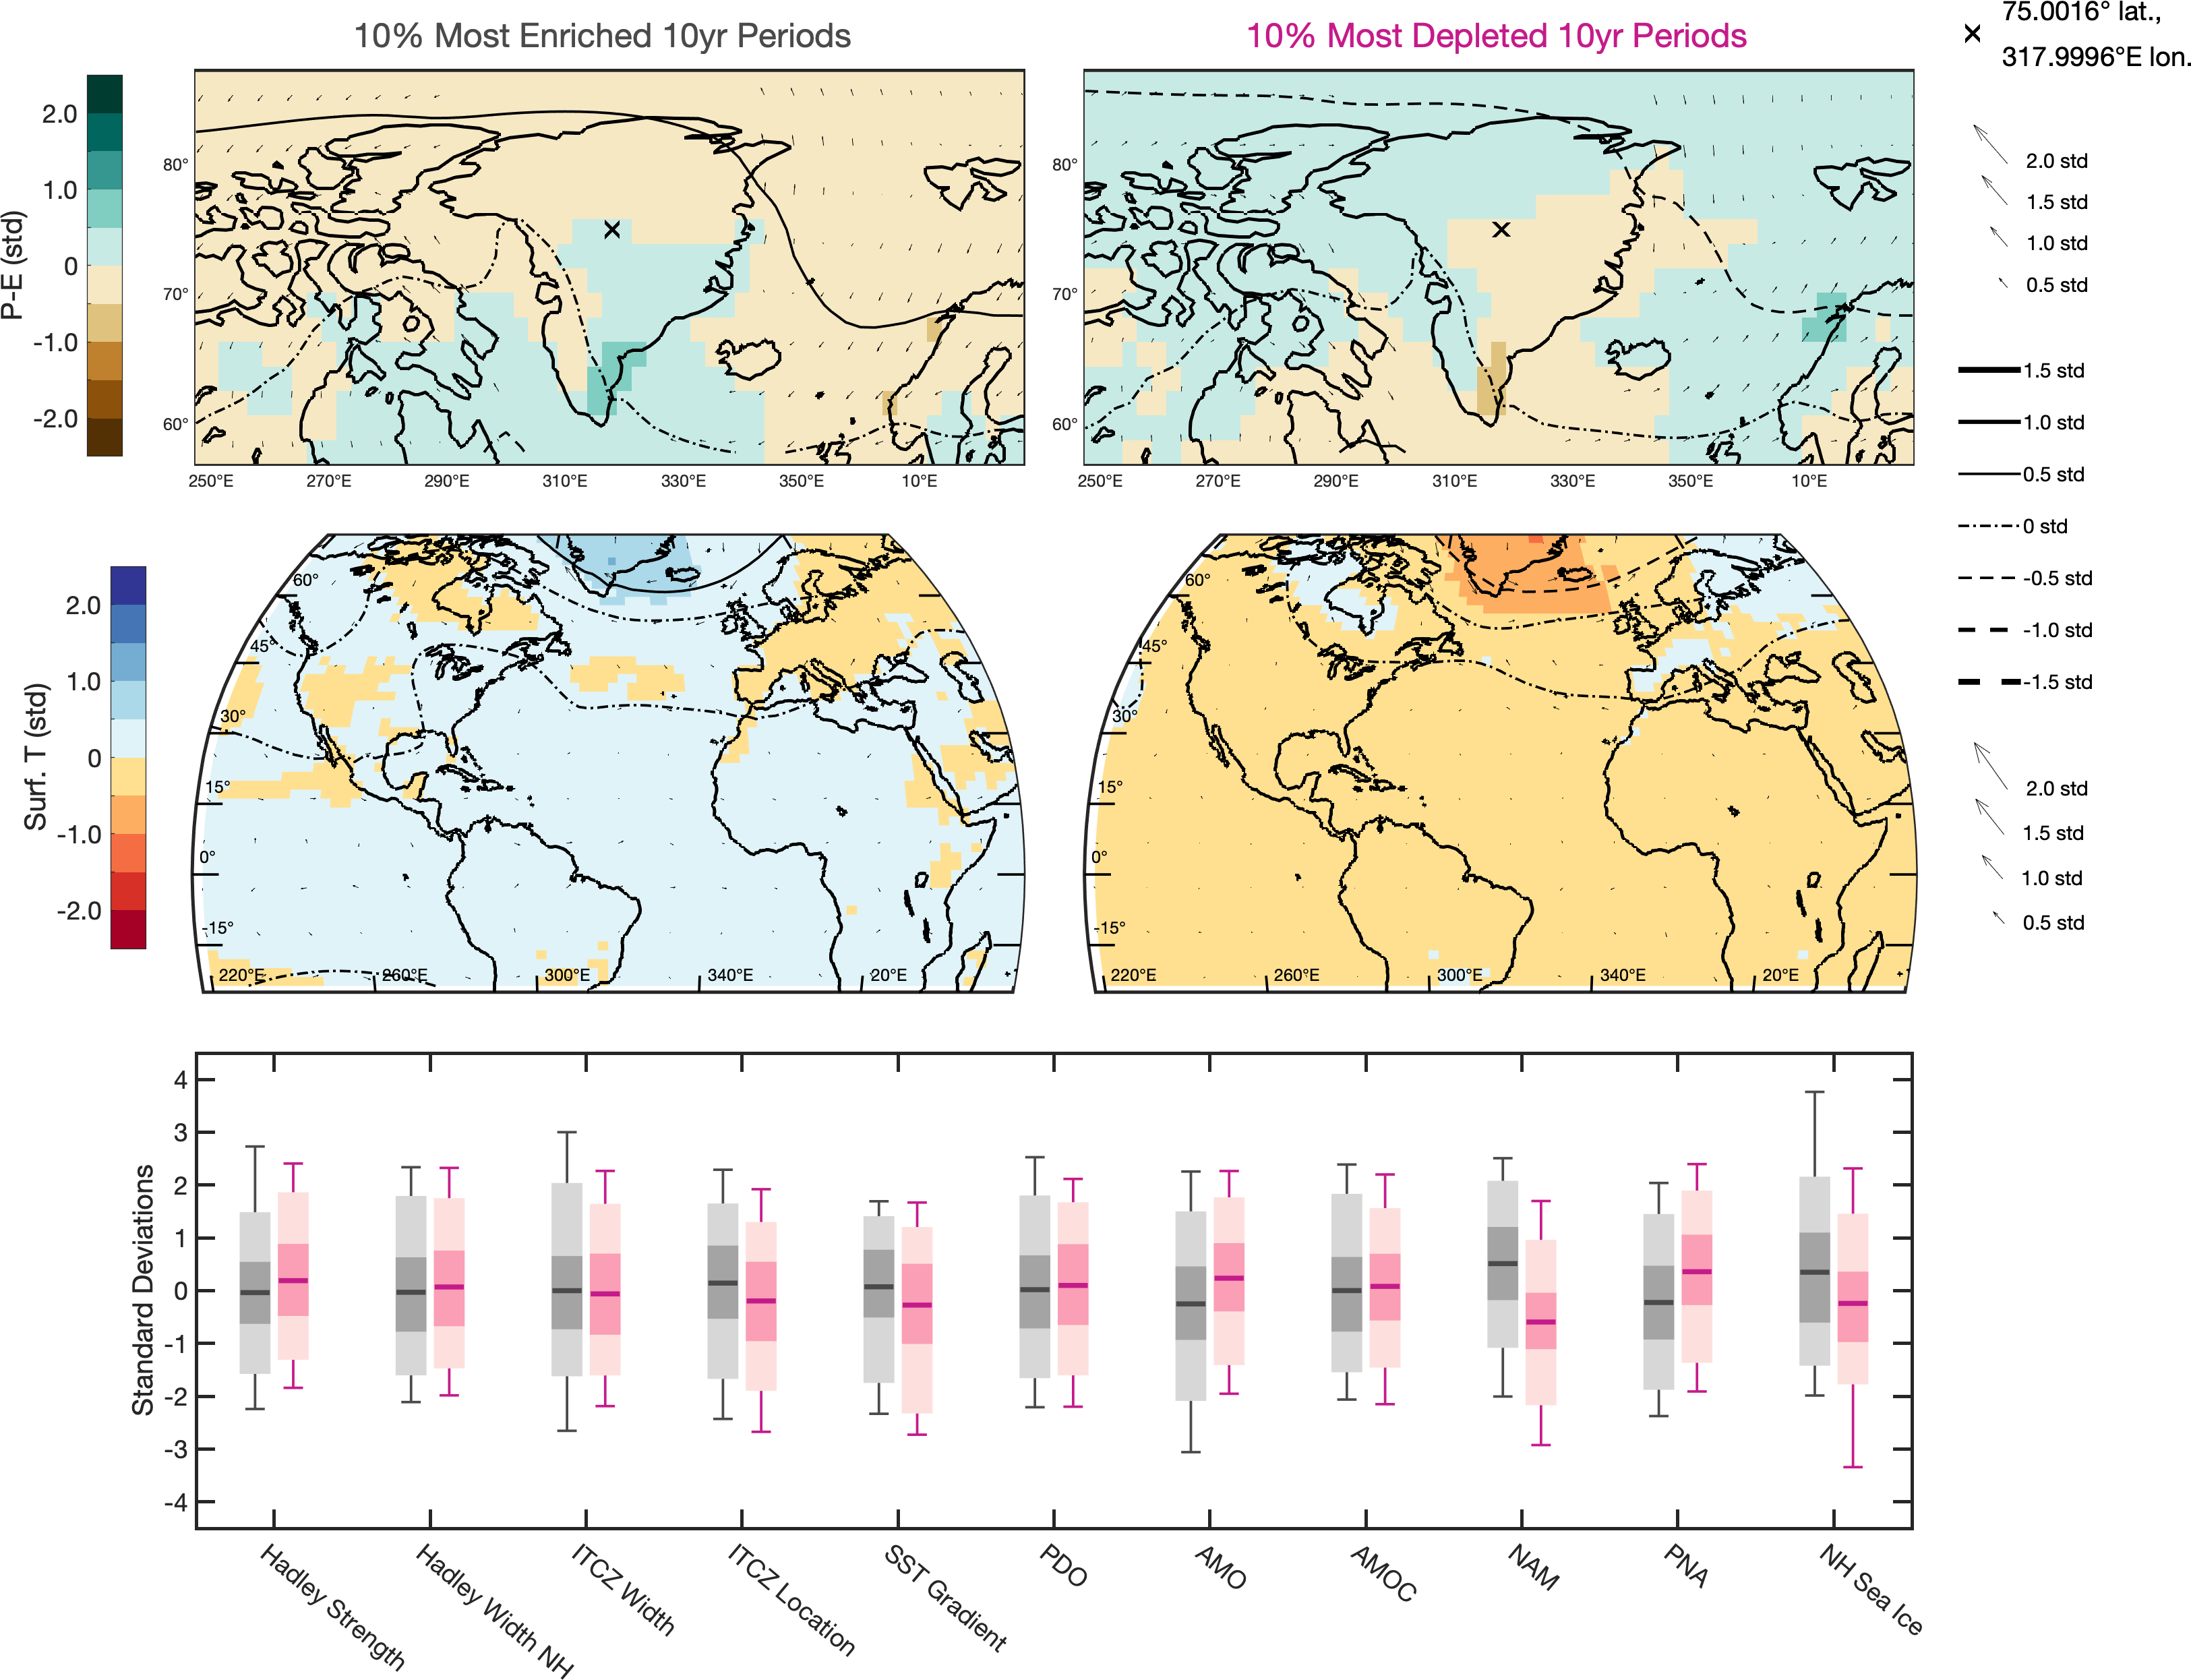 10% Most Enriched 10yr Periods
10% Most Depleted 10yr Periods
75.0016° lat.,
317.9996°E lon.
P-E (std)
2.0
1.0
0
-1.0
-2.0
80°
70°
60°
250°E 270°E 290°E 310°E 330°E 350°E 10°E
80°
70°
60°
250°E 270°E 290°E 310°E 330°E 350°E 10°E
2.0 std
1.5 std
1.0 std
0.5 std
1.5 std
1.0 std
0.5 std
0 std
-0.5 std
-1.0 std
-1.5 std
Surf. T (std)
2.0
1.0
0
-1.0
-2.0
60°
45°
30°
15°
0°
-15°
220°E 260°E 300°E 340°E 20°E
60°
45°
30°
15°
0°
-15°
220°E 260°E 300°E 340°E 20°E
2.0 std
1.5 std
1.0 std
0.5 std
Standard Deviations
4
3
2
1
0
-1
-2
-3
-4
Hadley Strength
Hadley Width NH
ITCZ Width
ITCZ Location
SST Gradient
PDO
AMO
AMOC
NAM
PNA
NH Sea Ice